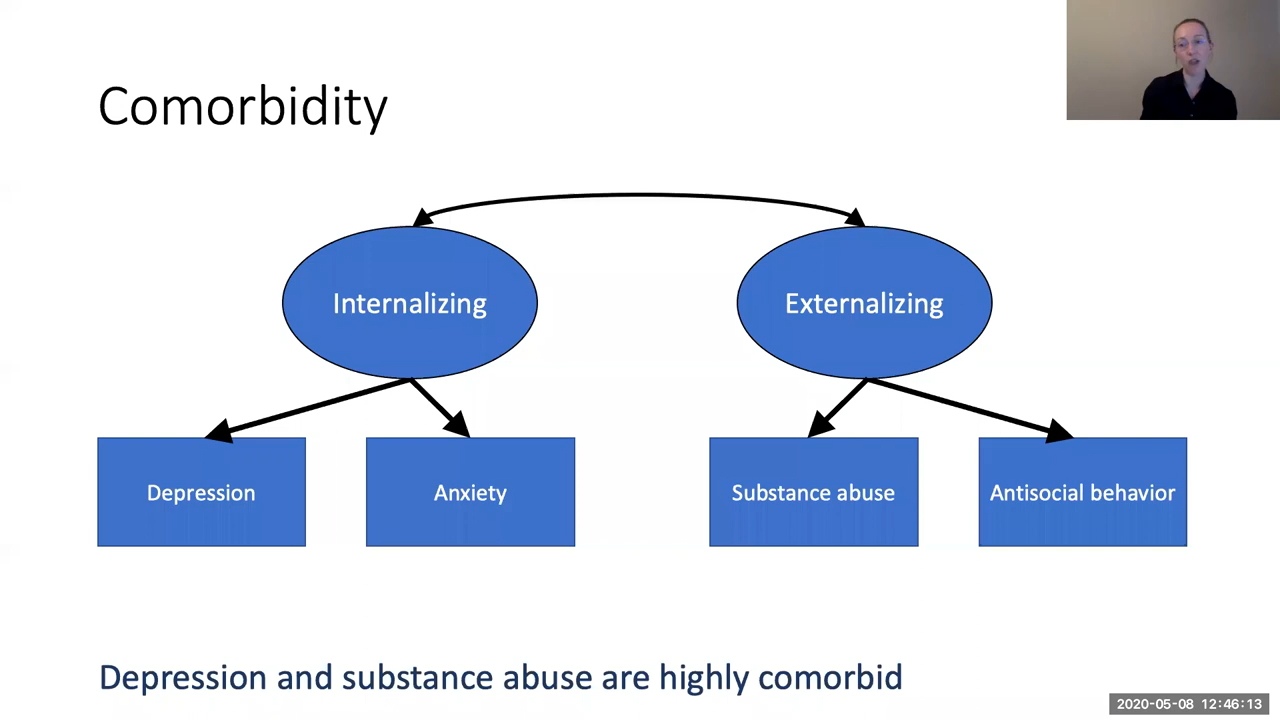 Comorbidity
Internalizing
Externalizing
Depression
Anxiety
Substance abuse
Antisocial behavior
Depression and substance abuse are highly comorbid
2020-05-08 12:46:13